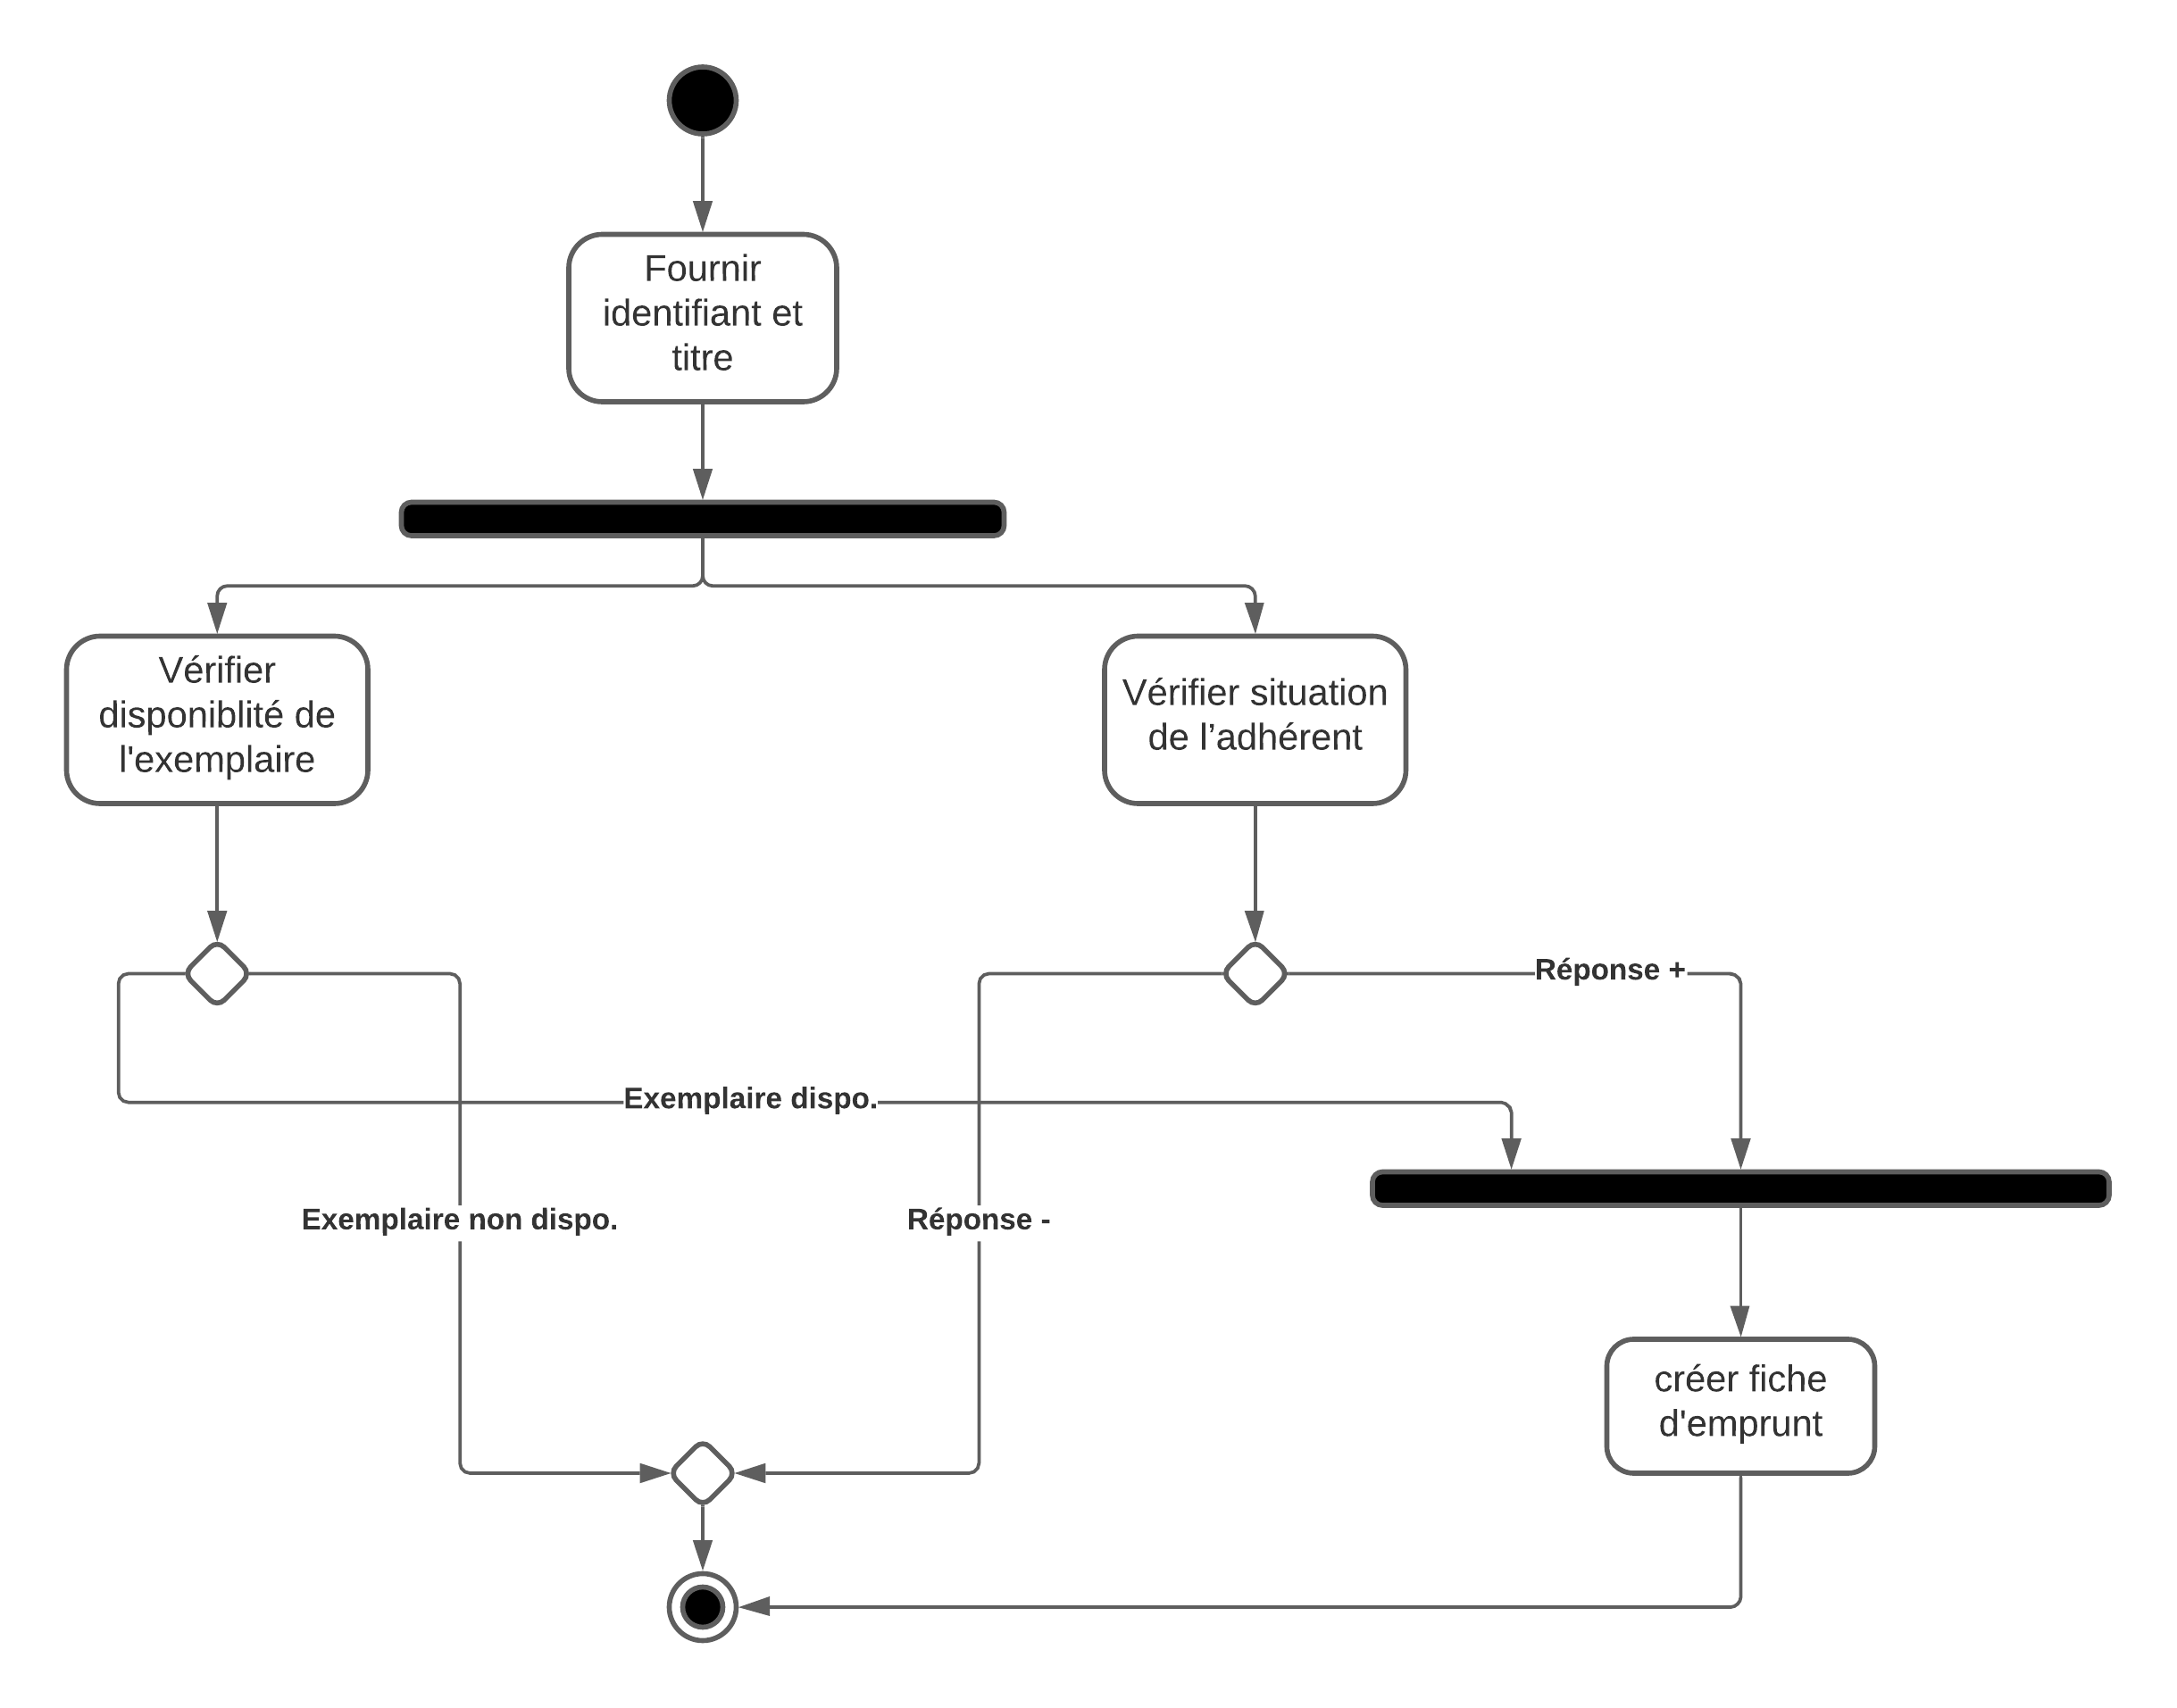 Fournir
identifiant et
titre
Vérifier
disponiblité de
l'exemplaire
Vérifier situation
de l’adhérent
Réponse +
Exemplaire dispo.
Exemplaire non dispo.
Réponse -
créer fiche
d'emprunt